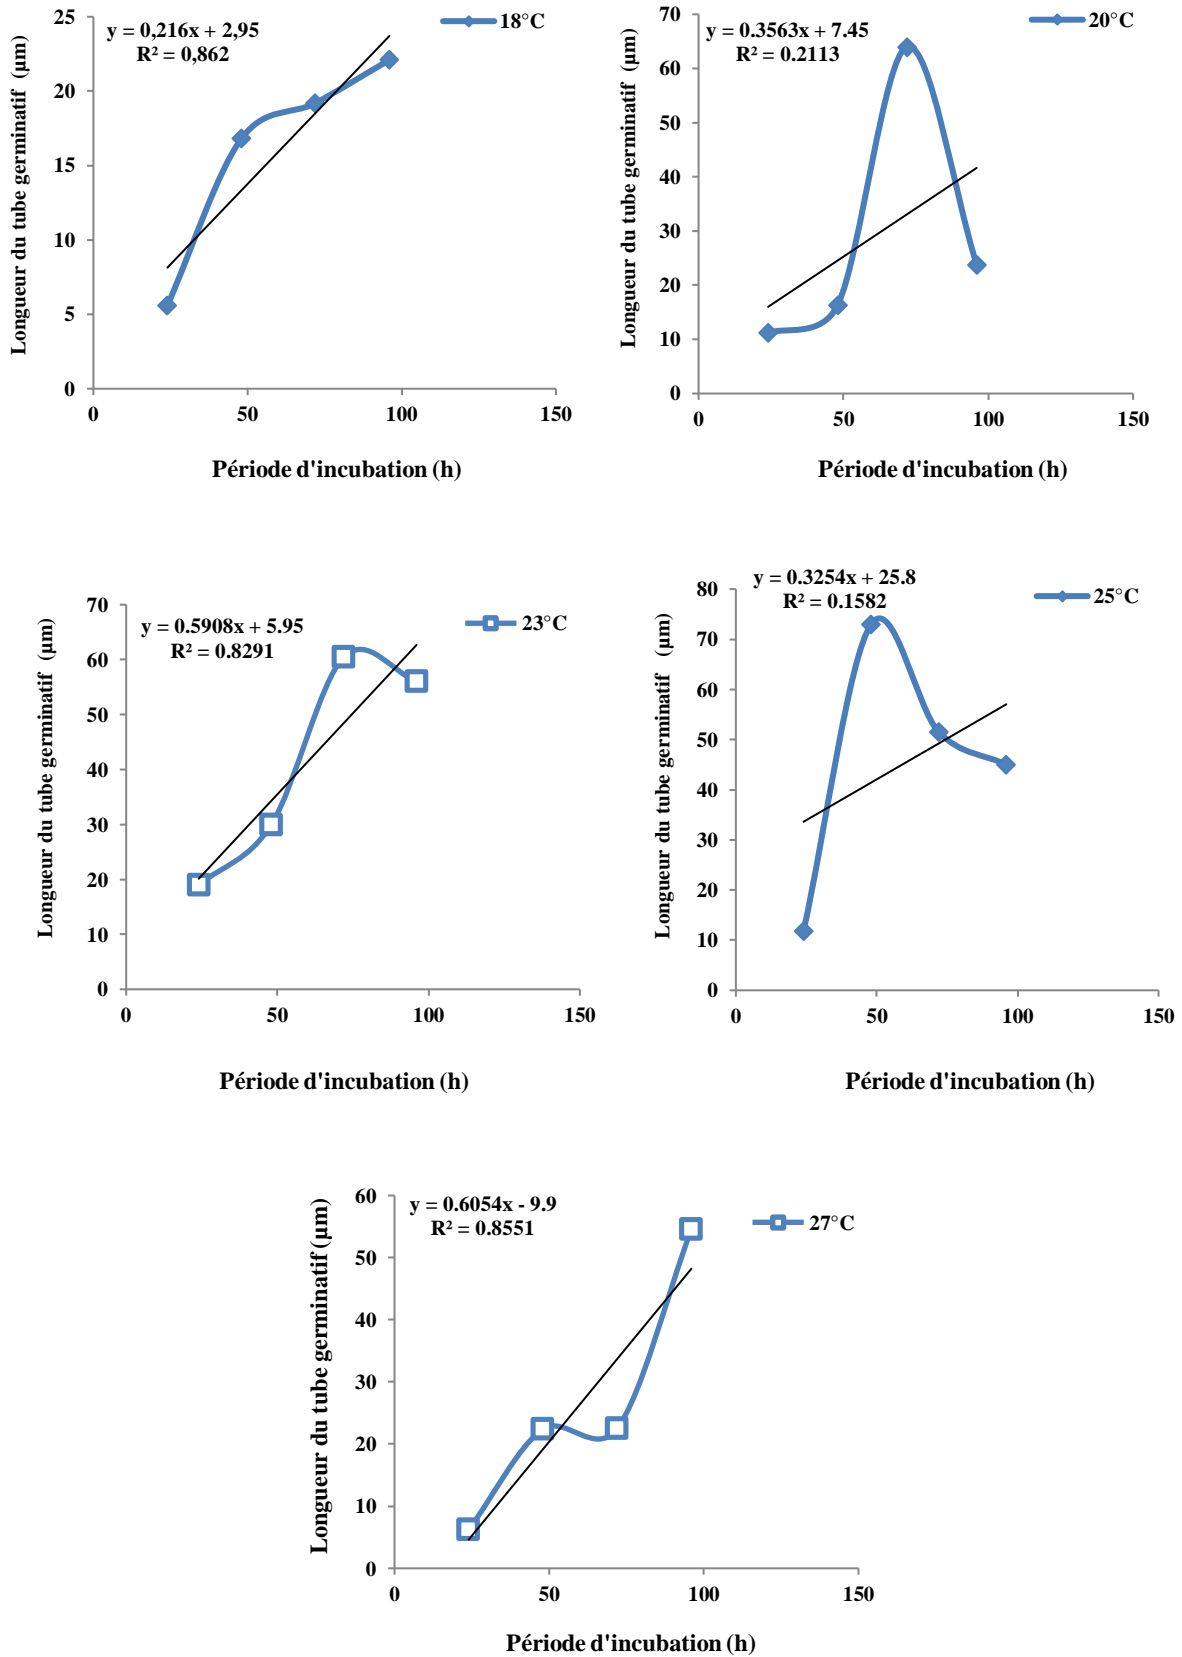 y = 0,216x + 2,95
R² = 0,862
18°C
Longueur du tube germinatif (µm)
25
20
15
10
5
0
0 50 100 150
Période d'incubation (h)
y = 0.3563x + 7.45
R² = 0.2113
20°C
Longueur du tube germinatif (µm)
70
60
50
40
30
20
10
0
0 50 100 150
Période d'incubation (h)
y = 0.5908x + 5.95
R² = 0.8291
23°C
Longueur du tube germinatif (µm)
70
60
50
40
30
20
10
0
0 50 100 150
Période d'incubation (h)
y = 0.3254x + 25.8
R² = 0.1582
25°C
Longueur du tube germinatif (µm)
80
70
60
50
40
30
20
10
0
0 50 100 150
Période d'incubation (h)
y = 0.6054x - 9.9
R² = 0.8551
27°C
Longueur du tube germinatif (µm)
60
50
40
30
20
10
0
0 50 100 150
Période d'incubation (h)